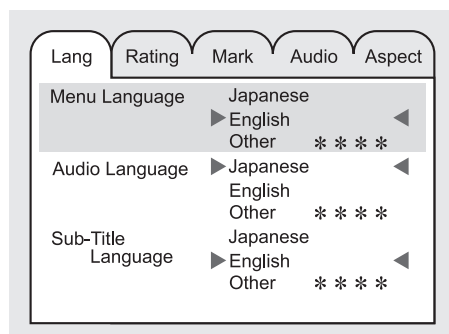 Lang Rating Mark Audio Aspect
Menu Language Japanese
▶English ◀
Other ****
Audio Language ▶Japanese ◀
English
Other ****
Sub-Title Japanese
Language ▶English ◀
Other ****